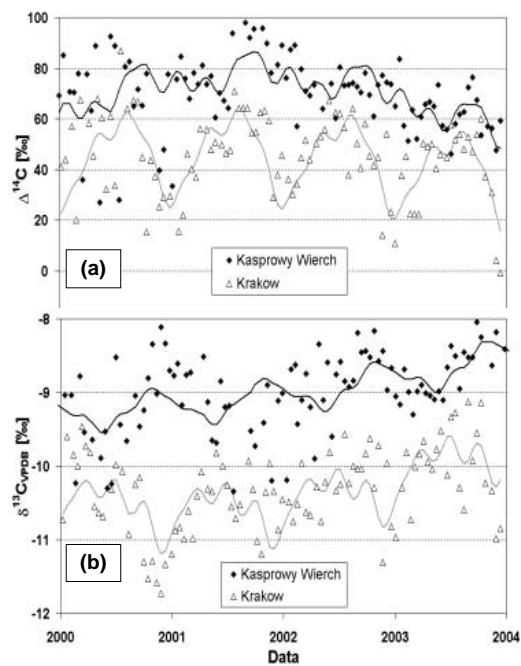 100
80
60
40
20
0
Δ¹⁴C [‰]
(a)
Kasprowy Wierch
Krakow
-8
-9
-10
-11
-12
δ¹³C_VPDB [‰]
(b)
Kasprowy Wierch
Krakow
2000 2001 2002 2003 2004
Data